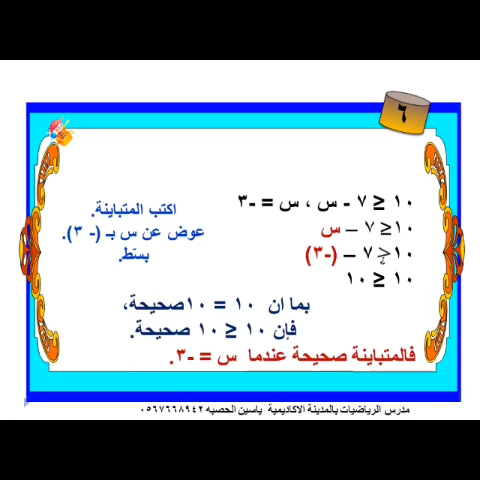 ٦
١٠ ≥ ٧ - س ، س = -٣
اكتب المتباينة.
١٠ ≥ ٧ – س
عوض عن س بـ (- ٣).
١٠ ≥ ٧ – (-٣)
بسّط.
١٠ ≥ ١٠
بما ان ١٠ = ١٠صحيحة،
فإن ١٠ ≥ ١٠ صحيحة.
فالمتباينة صحيحة عندما س = -٣.
مدرس الرياضيات بالمدينة الاكاديمية ياسين الحصبه ٠٥٦٧٦٦٨٩٤٢